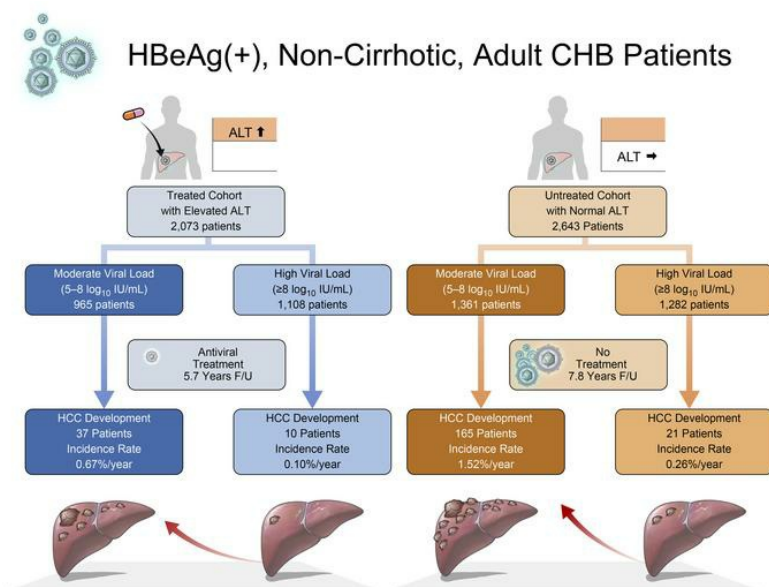 HBeAg(+), Non-Cirrhotic, Adult CHB Patients
ALT ⬆
ALT ➡
Treated Cohort
with Elevated ALT
2,073 patients
Untreated Cohort
with Normal ALT
2,643 Patients
Moderate Viral Load
(5–8 log₁₀ IU/mL)
965 patients
High Viral Load
(≥8 log₁₀ IU/mL)
1,108 patients
Moderate Viral Load
(5–8 log₁₀ IU/mL)
1,361 patients
High Viral Load
(≥8 log₁₀ IU/mL)
1,282 patients
Antiviral
Treatment
5.7 Years F/U
No
Treatment
7.8 Years F/U
HCC Development
37 Patients
Incidence Rate
0.67%/year
HCC Development
10 Patients
Incidence Rate
0.10%/year
HCC Development
165 Patients
Incidence Rate
1.52%/year
HCC Development
21 Patients
Incidence Rate
0.26%/year